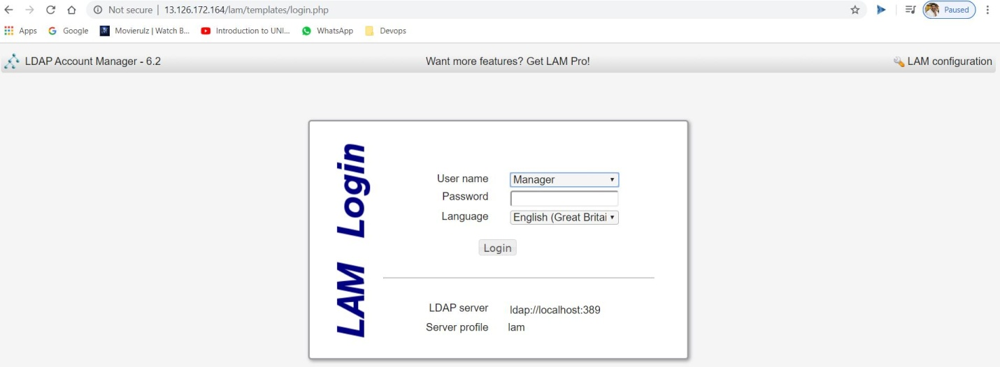 Not secure | 13.126.172.164/lam/templates/login.php Paused
Apps Google Movierulz | Watch B... Introduction to UNI... WhatsApp Devops
LDAP Account Manager - 6.2 Want more features? Get LAM Pro! LAM configuration
LAM Login
User name Manager
Password
Language English (Great Britai
Login
LDAP server ldap://localhost:389
Server profile lam